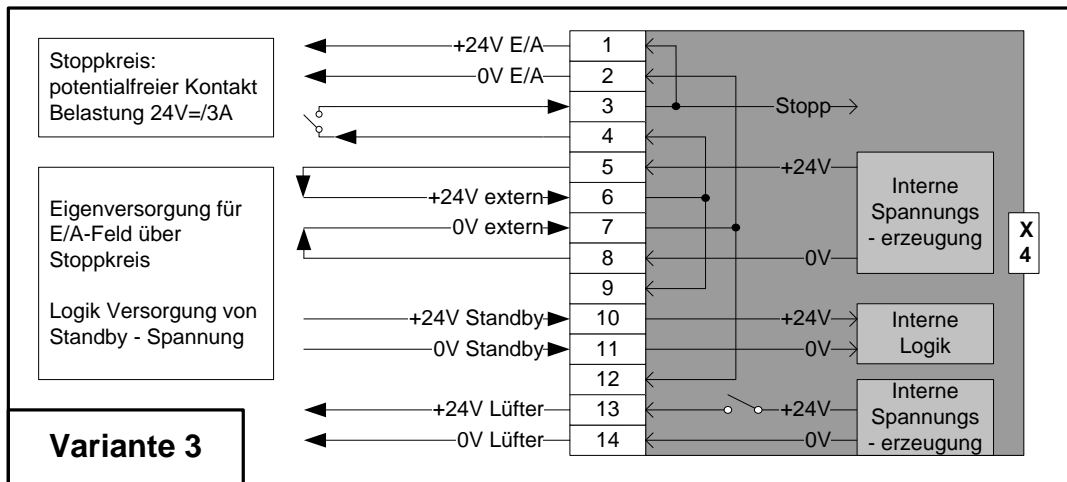 Stoppkreis:
potentialfreier Kontakt
Belastung 24V=/3A
Eigenversorgung für
E/A-Feld über
Stoppkreis
Logik Versorgung von
Standby - Spannung
Variante 3
+24V E/A
0V E/A
+24V extern
0V extern
+24V Standby
0V Standby
+24V Lüfter
0V Lüfter
1
2
3
4
5
6
7
8
9
10
11
12
13
14
Stopp
+24V
0V
+24V
0V
+24V
0V
Interne
Spannungs
- erzeugung
Interne
Logik
Interne
Spannungs
- erzeugung
X
4